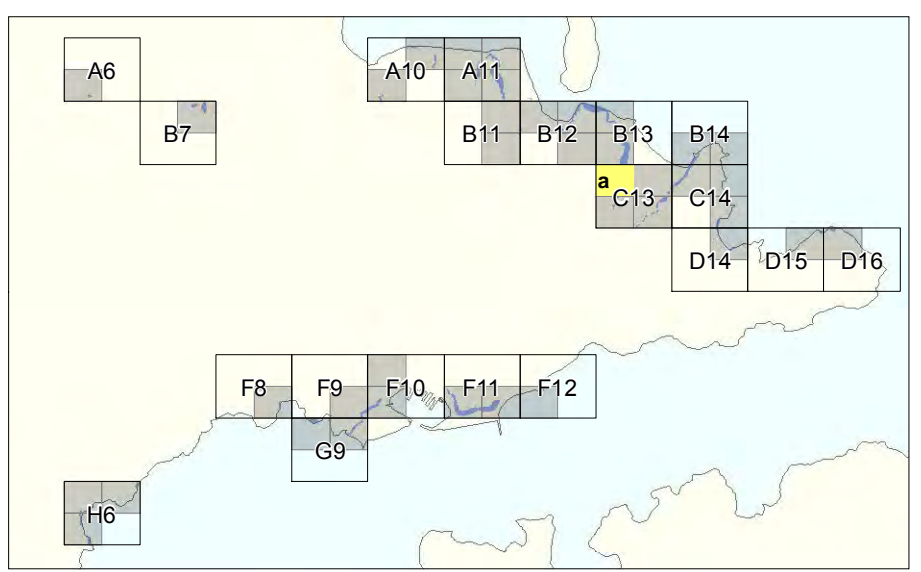 A6 A10 A11
B7 B11 B12 B13 B14
a
C13 C14
D14 D15 D16
F8 F9 F10 F11 F12
G9
H6